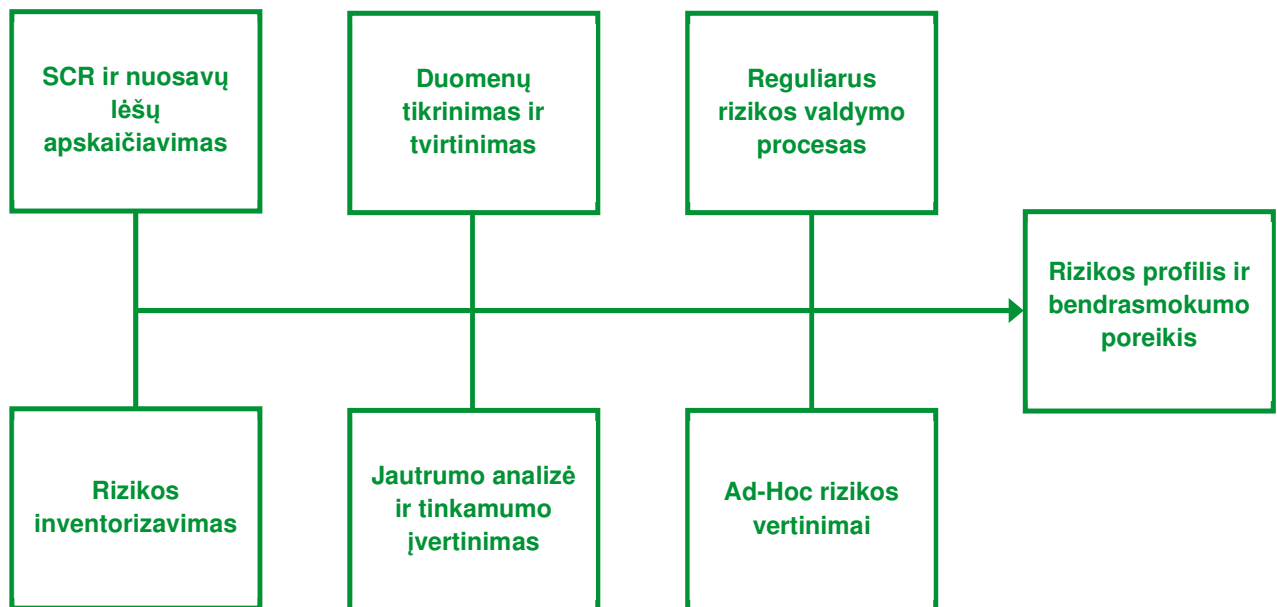 SCR ir nuosavų
lėšų
apskaičiavimas
Duomenų
tikrinimas ir
tvirtinimas
Reguliarus
rizikos valdymo
procesas
Rizikos profilis ir
bendrasmokumo
poreikis
Rizikos
inventorizavimas
Jautrumo analizė
ir tinkamumo
įvertinimas
Ad-Hoc rizikos
vertinimai